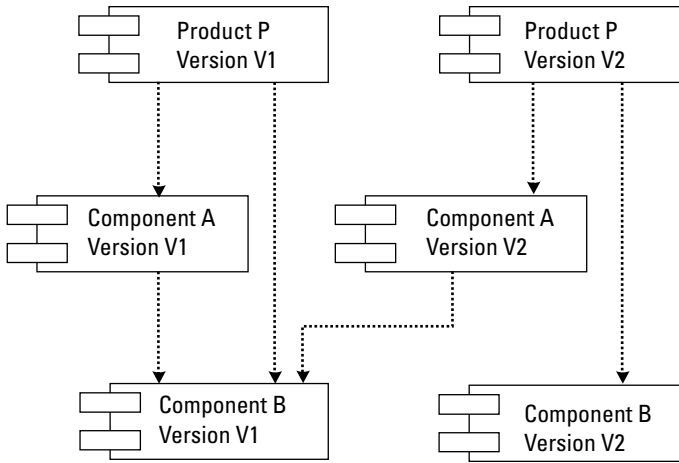 Product P
Version V1
Product P
Version V2
Component A
Version V1
Component A
Version V2
Component B
Version V1
Component B
Version V2